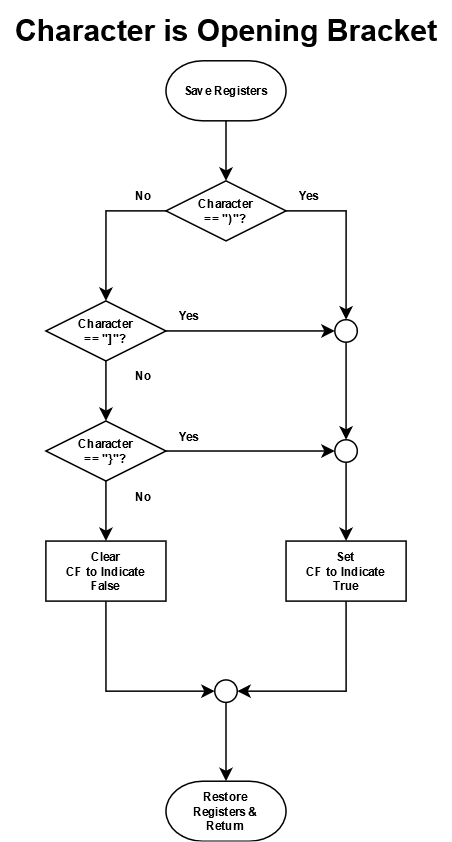 Character is Opening Bracket
Save Registers
No
Yes
Character
== ")"?
Character
== "]"?
Yes
No
Character
== "}"?
Yes
No
Clear
CF to Indicate
False
Set
CF to Indicate
True
Restore
Registers &
Return